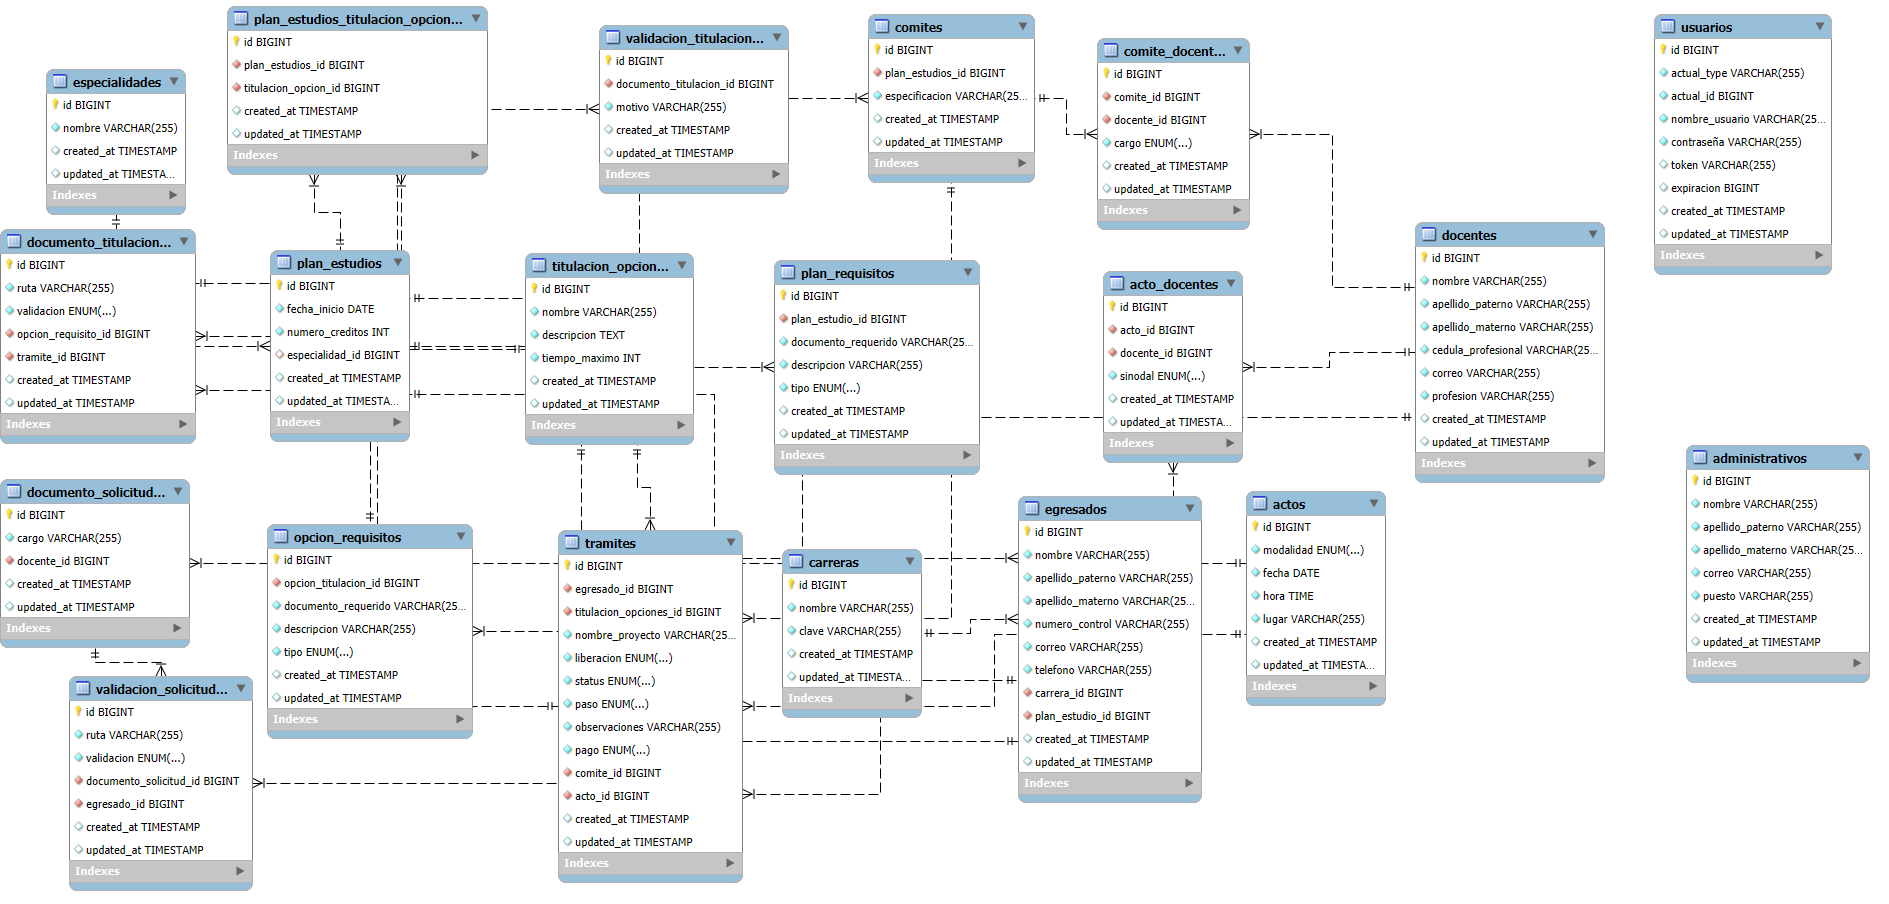 plan_estudios_titulacion_opcion...
id BIGINT
plan_estudios_id BIGINT
titulacion_opcion_id BIGINT
created_at TIMESTAMP
updated_at TIMESTAMP
Indexes
validacion_titulacion...
id BIGINT
documento_titulacion_id BIGINT
motivo VARCHAR(255)
created_at TIMESTAMP
updated_at TIMESTAMP
Indexes
comites
id BIGINT
plan_estudios_id BIGINT
especificacion VARCHAR(25...
created_at TIMESTAMP
updated_at TIMESTAMP
Indexes
comite_docent...
id BIGINT
comite_id BIGINT
docente_id BIGINT
cargo ENUM(...)
created_at TIMESTAMP
updated_at TIMESTAMP
Indexes
usuarios
id BIGINT
actual_type VARCHAR(255)
actual_id BIGINT
nombre_usuario VARCHAR(25...
contraseña VARCHAR(255)
token VARCHAR(255)
expiracion BIGINT
created_at TIMESTAMP
updated_at TIMESTAMP
Indexes
especialidades
id BIGINT
nombre VARCHAR(255)
created_at TIMESTAMP
updated_at TIMESTA...
Indexes
documento_titulacion...
id BIGINT
ruta VARCHAR(255)
validacion ENUM(...)
opcion_requisito_id BIGINT
tramite_id BIGINT
created_at TIMESTAMP
updated_at TIMESTAMP
Indexes
plan_estudios
id BIGINT
fecha_inicio DATE
numero_creditos INT
especialidad_id BIGINT
created_at TIMESTAMP
updated_at TIMESTA...
Indexes
titulacion_opcion...
id BIGINT
nombre VARCHAR(255)
descripcion TEXT
tiempo_maximo INT
created_at TIMESTAMP
updated_at TIMESTAMP
Indexes
plan_requisitos
id BIGINT
plan_estudio_id BIGINT
documento_requerido VARCHAR(25...
descripcion VARCHAR(255)
tipo ENUM(...)
created_at TIMESTAMP
updated_at TIMESTAMP
Indexes
acto_docentes
id BIGINT
acto_id BIGINT
docente_id BIGINT
sinodal ENUM(...)
created_at TIMESTAMP
updated_at TIMESTA...
Indexes
docentes
id BIGINT
nombre VARCHAR(255)
apellido_paterno VARCHAR(255)
apellido_materno VARCHAR(255)
cedula_profesional VARCHAR(25...
correo VARCHAR(255)
profesion VARCHAR(255)
created_at TIMESTAMP
updated_at TIMESTAMP
Indexes
administrativos
id BIGINT
nombre VARCHAR(255)
apellido_paterno VARCHAR(255)
apellido_materno VARCHAR(25...
correo VARCHAR(255)
puesto VARCHAR(255)
created_at TIMESTAMP
updated_at TIMESTAMP
Indexes
documento_solicitud...
id BIGINT
cargo VARCHAR(255)
docente_id BIGINT
created_at TIMESTAMP
updated_at TIMESTAMP
Indexes
opcion_requisitos
id BIGINT
opcion_titulacion_id BIGINT
documento_requerido VARCHAR(25...
descripcion VARCHAR(255)
tipo ENUM(...)
created_at TIMESTAMP
updated_at TIMESTAMP
Indexes
tramites
id BIGINT
egresado_id BIGINT
titulacion_opciones_id BIGINT
nombre_proyecto VARCHAR(25...
liberacion ENUM(...)
status ENUM(...)
paso ENUM(...)
observaciones VARCHAR(255)
pago ENUM(...)
comite_id BIGINT
acto_id BIGINT
created_at TIMESTAMP
updated_at TIMESTAMP
Indexes
carreras
id BIGINT
nombre VARCHAR(255)
clave VARCHAR(255)
created_at TIMESTAMP
updated_at TIMESTA...
Indexes
egresados
id BIGINT
nombre VARCHAR(255)
apellido_paterno VARCHAR(255)
apellido_materno VARCHAR(25...
numero_control VARCHAR(255)
correo VARCHAR(255)
telefono VARCHAR(255)
carrera_id BIGINT
plan_estudio_id BIGINT
created_at TIMESTAMP
updated_at TIMESTAMP
Indexes
actos
id BIGINT
modalidad ENUM(...)
fecha DATE
hora TIME
lugar VARCHAR(255)
created_at TIMESTAMP
updated_at TIMESTA...
Indexes
validacion_solicitud...
id BIGINT
ruta VARCHAR(255)
validacion ENUM(...)
documento_solicitud_id BIGINT
egresado_id BIGINT
created_at TIMESTAMP
updated_at TIMESTAMP
Indexes